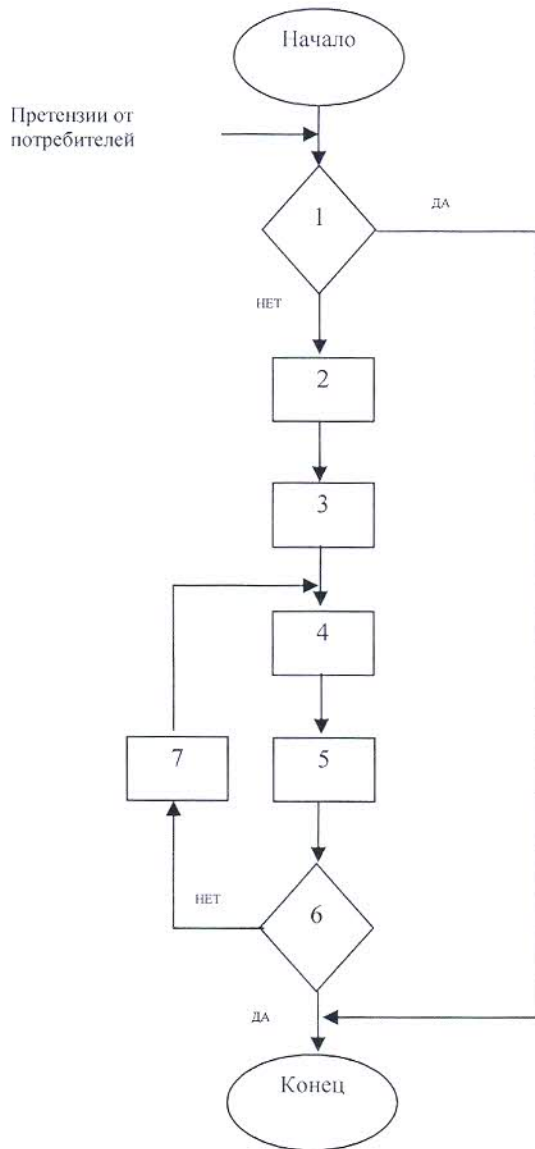 Начало
Претензии от
потребителей
1
ДА
НЕТ
2
3
4
7
5
НЕТ
6
ДА
Конец